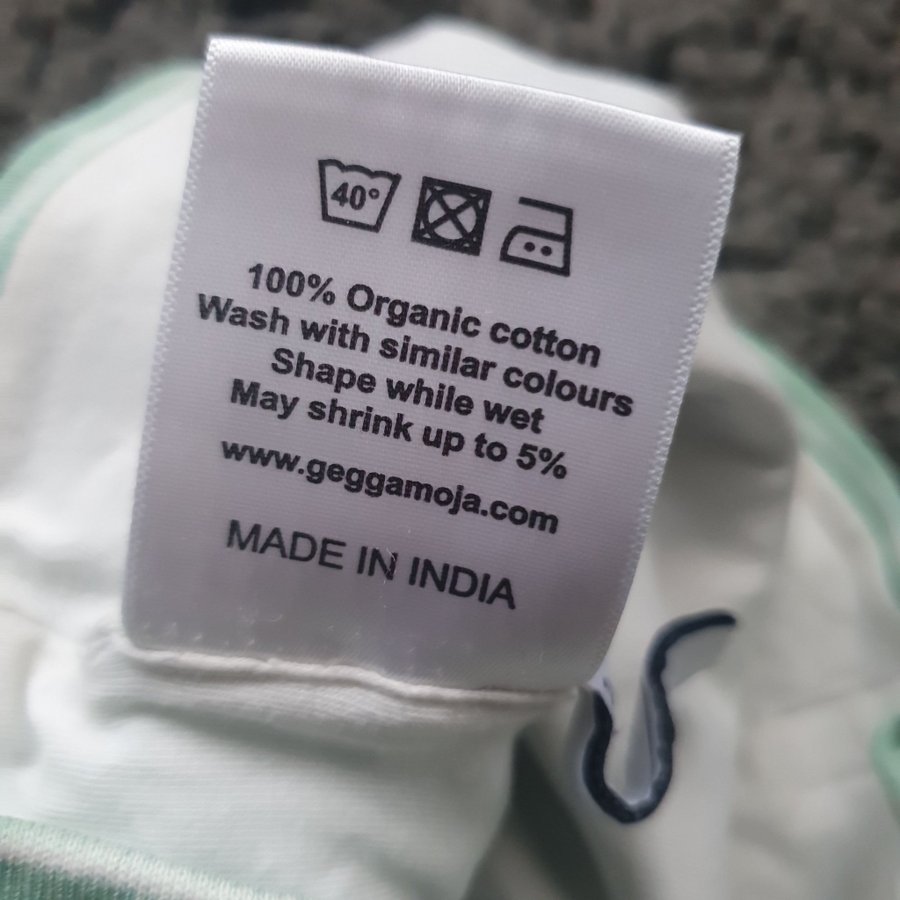 40°
100% Organic cotton
Wash with similar colours
Shape while wet
May shrink up to 5%
www.geggamoja.com
MADE IN INDIA